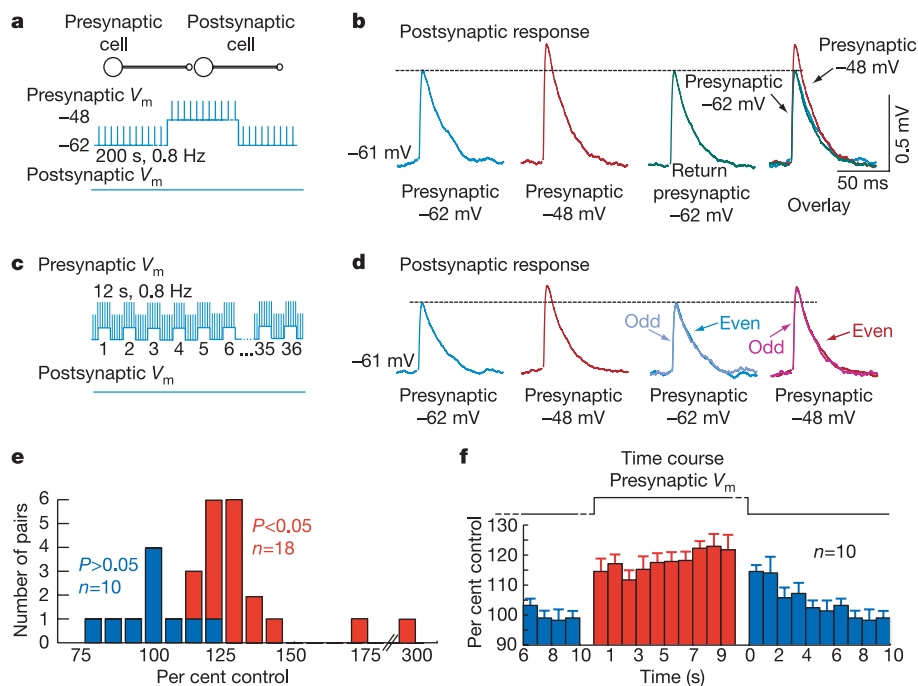 a
Presynaptic cell
Postsynaptic cell
Presynaptic Vm
−48
−62
200 s, 0.8 Hz
Postsynaptic Vm
b
Postsynaptic response
−61 mV
Presynaptic
−62 mV
Presynaptic
−48 mV
Return
presynaptic
−62 mV
Presynaptic
−62 mV
Presynaptic
−48 mV
0.5 mV
50 ms
Overlay
c
Presynaptic Vm
12 s, 0.8 Hz
1 2 3 4 5 6 ... 35 36
Postsynaptic Vm
d
Postsynaptic response
−61 mV
Presynaptic
−62 mV
Presynaptic
−48 mV
Odd
Even
Presynaptic
−62 mV
Odd
Even
Presynaptic
−48 mV
e
Number of pairs
6
5
4
3
2
1
0
P>0.05
n=10
P<0.05
n=18
75 100 125 150 175 300
Per cent control
f
Time course
Presynaptic Vm
Per cent control
130
120
110
100
90
n=10
6 8 10 1 3 5 7 9 0 2 4 6 8 10
Time (s)